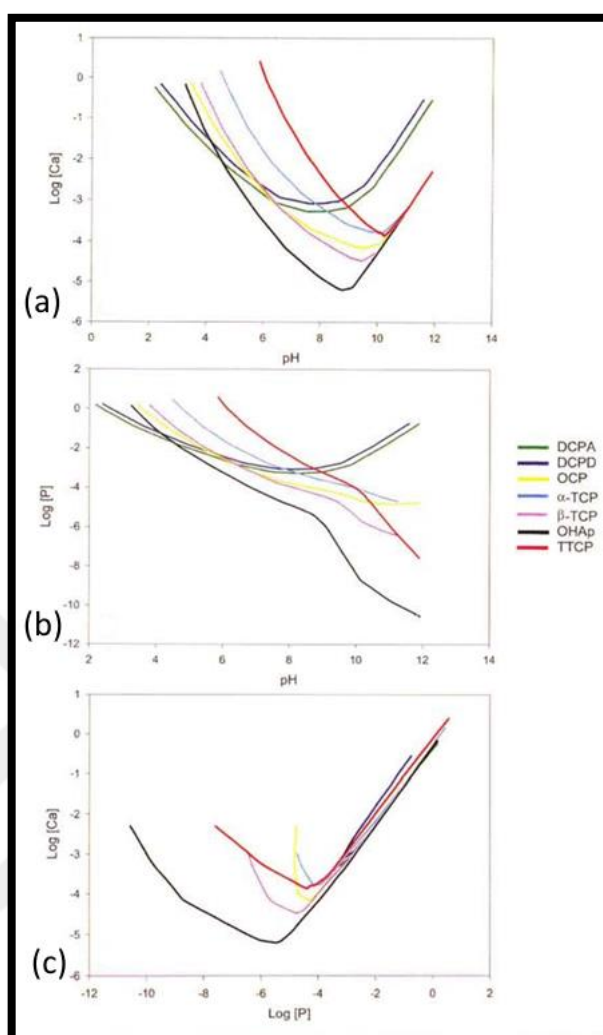 1
0
-1
-2
-3
-4
-5
-6
Log [Ca]
0 2 4 6 8 10 12 14
pH
(a)
2
0
-2
-4
-6
-8
-10
-12
Log [P]
2 4 6 8 10 12 14
pH
(b)
DCPA
DCPD
OCP
α-TCP
β-TCP
OHAp
TTCP
1
0
-1
-2
-3
-4
-5
-6
Log [Ca]
-12 -10 -8 -6 -4 -2 0 2
Log [P]
(c)